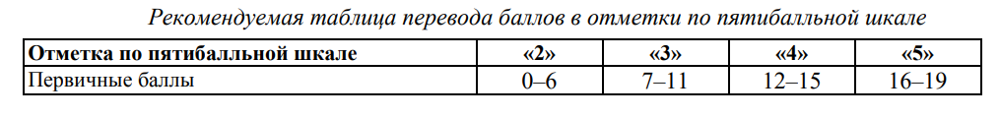 Рекомендуемая таблица перевода баллов в отметки по пятибалльной шкале
Отметка по пятибалльной шкале «2» «3» «4» «5»
Первичные баллы 0–6 7–11 12–15 16–19